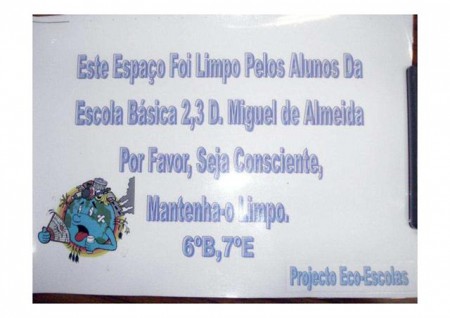 Este Espaço Foi Limpo Pelos Alunos Da
Escola Básica 2,3 D. Miguel de Almeida
Por Favor, Seja Consciente,
Mantenha-o Limpo.
6ºB,7ºE
Projecto Eco-Escolas